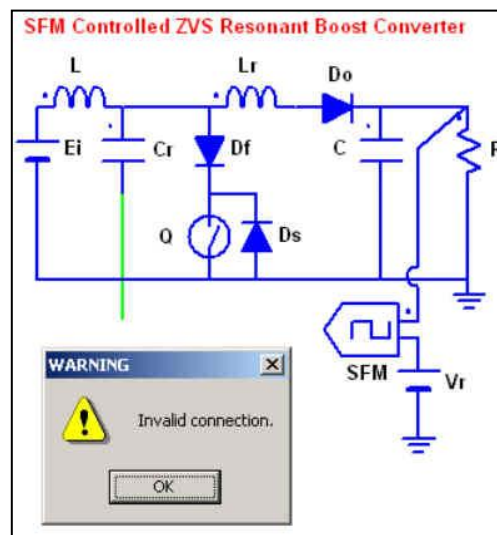 SFM Controlled ZVS Resonant Boost Converter
L
Lr
Do
Ei
Cr
Df
C
R
Q
Ds
SFM
Vr
WARNING
Invalid connection.
OK